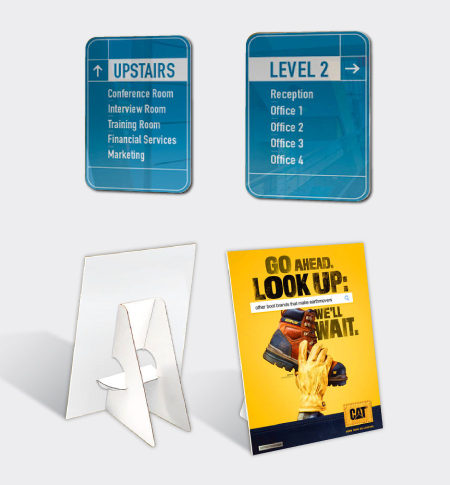 ↑ UPSTAIRS
Conference Room
Interview Room
Training Room
Financial Services
Marketing
LEVEL 2 →
Reception
Office 1
Office 2
Office 3
Office 4
GO AHEAD.
LOOK UP:
other boot brands that make earthmovers
WE'LL
WAIT.
CAT